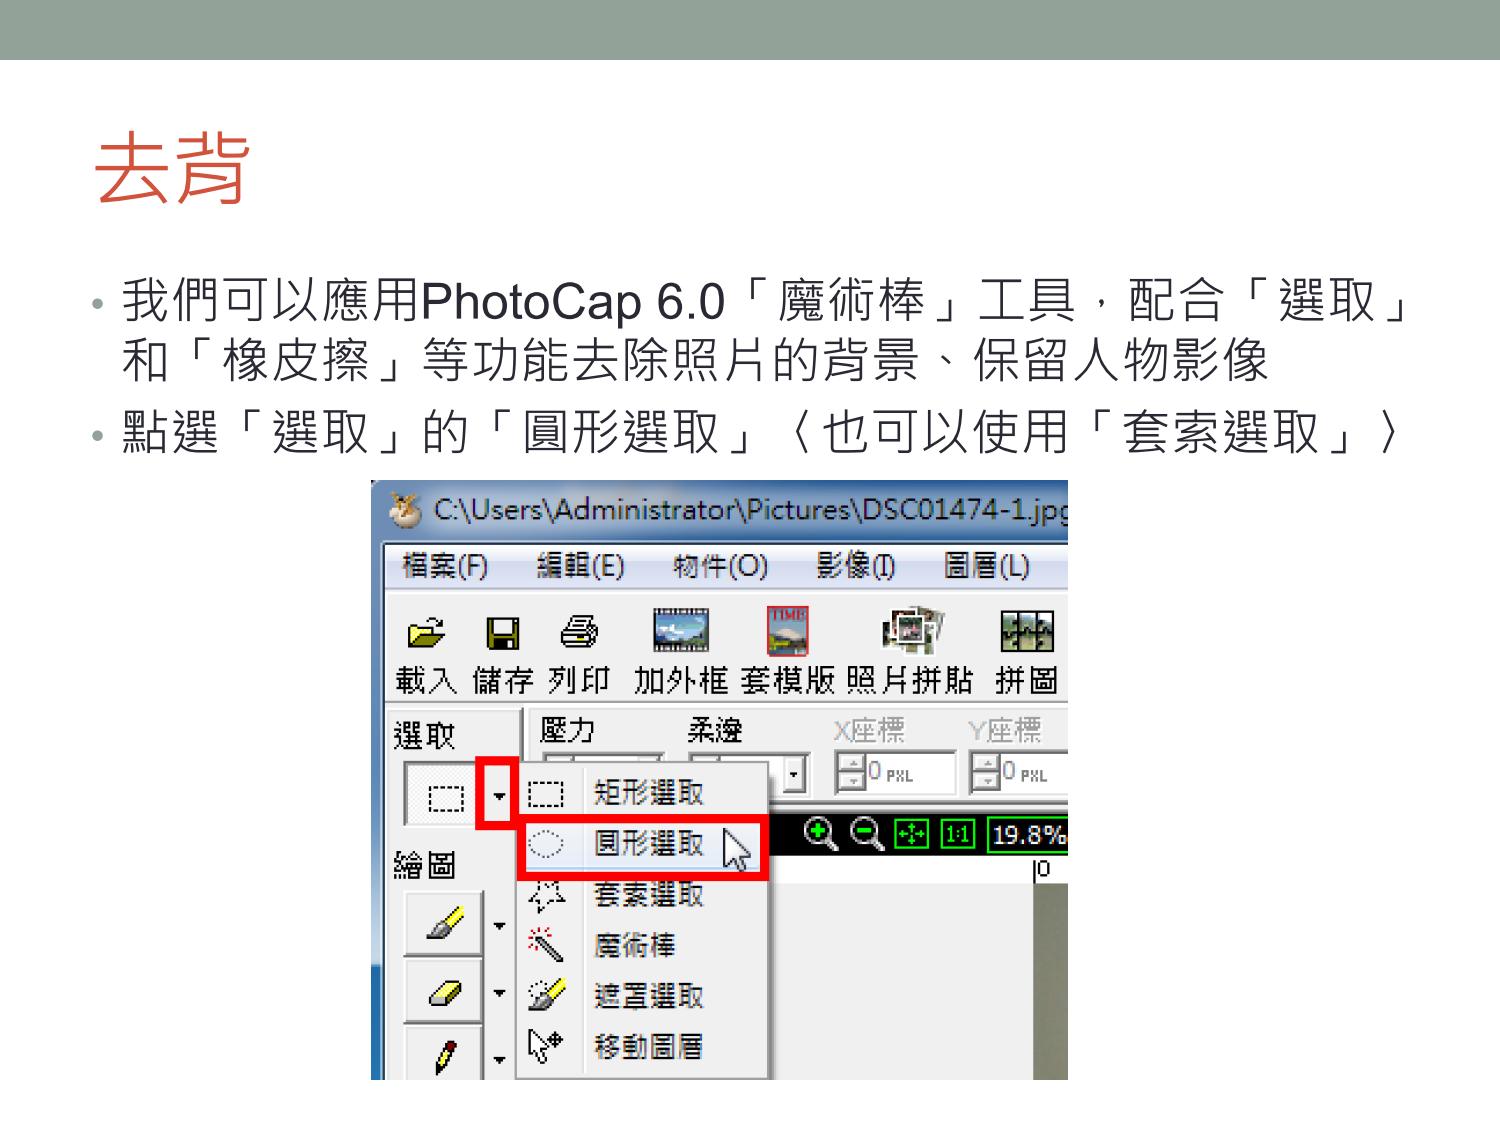 去背
• 我們可以應用PhotoCap 6.0「魔術棒」工具，配合「選取」
和「橡皮擦」等功能去除照片的背景、保留人物影像
• 點選「選取」的「圓形選取」〈也可以使用「套索選取」〉
C:\Users\Administrator\Pictures\DSC01474-1.jpg
檔案(F) 編輯(E) 物件(O) 影像(I) 圖層(L)
TIME
載入 儲存 列印 加外框 套模版 照片拼貼 拼圖
選取 壓力 柔邊 X座標 Y座標
0 PXL 0 PXL
矩形選取
圓形選取
1:1 19.8%
0
繪圖
套索選取
魔術棒
遮罩選取
移動圖層